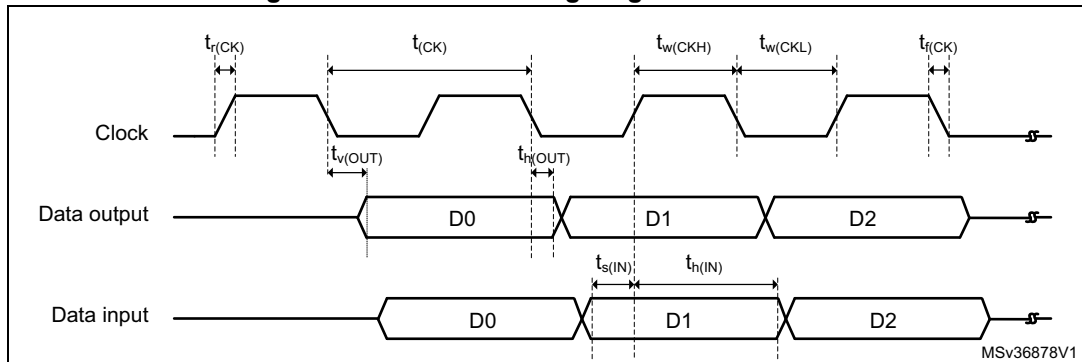 t r(CK) t (CK) t w(CKH) t w(CKL) t f(CK)
Clock
t v(OUT) t h(OUT)
Data output D0 D1 D2
t s(IN) t h(IN)
Data input D0 D1 D2
MSv36878V1